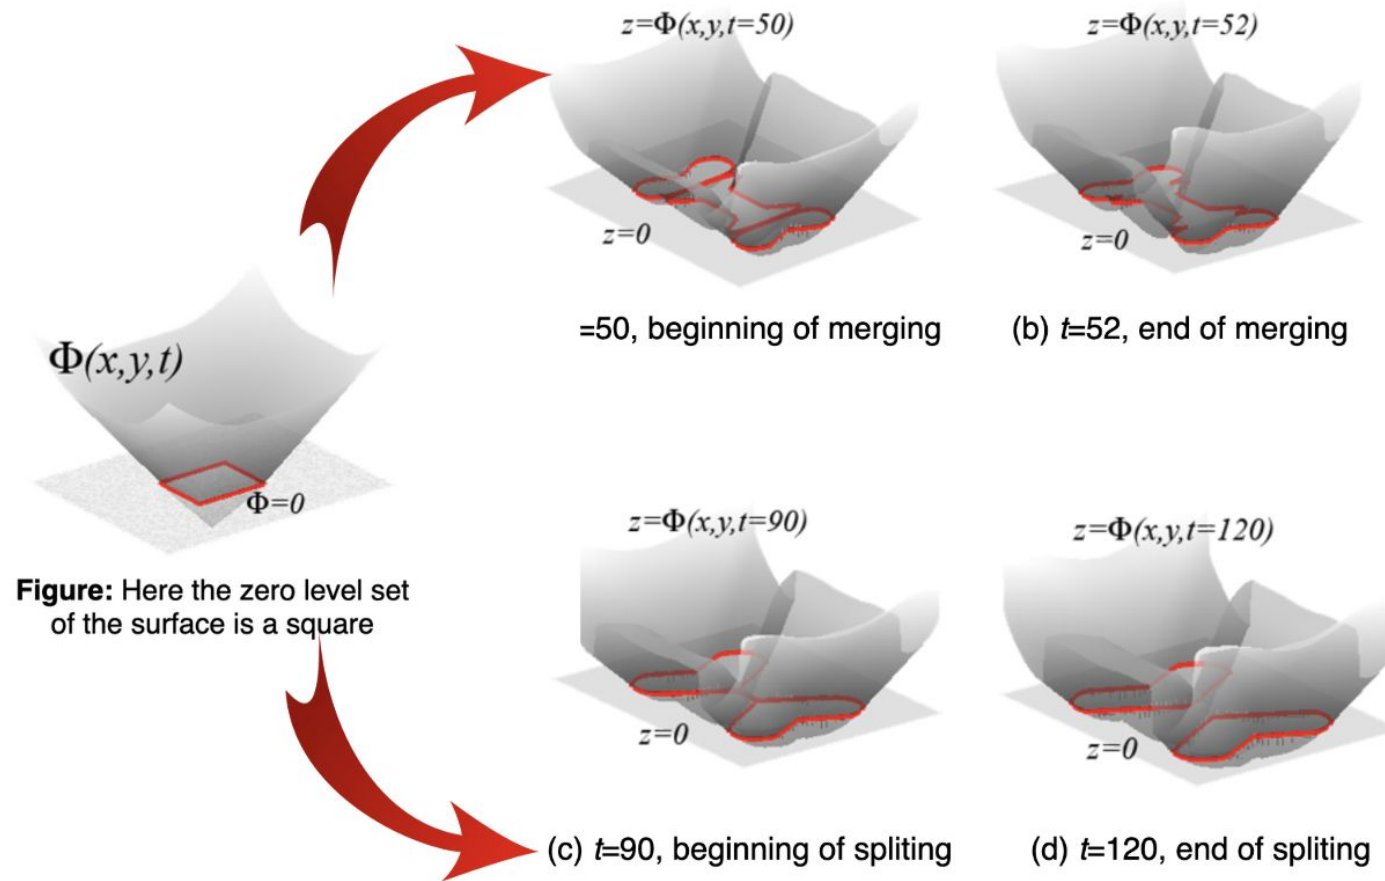 z=Φ(x,y,t=50)
z=0
=50, beginning of merging
z=Φ(x,y,t=52)
z=0
(b) t=52, end of merging
Φ(x,y,t)
Φ=0
Figure: Here the zero level set
of the surface is a square
z=Φ(x,y,t=90)
z=0
(c) t=90, beginning of spliting
z=Φ(x,y,t=120)
z=0
(d) t=120, end of spliting